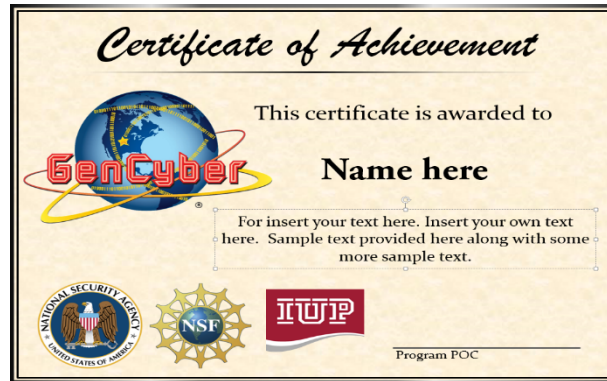 Certificate of Achievement
This certificate is awarded to
GenCyber
®
Name here
For insert your text here. Insert your own text
here. Sample text provided here along with some
more sample text.
NATIONAL SECURITY AGENCY
UNITED STATES OF AMERICA
NSF
IUP
Program POC